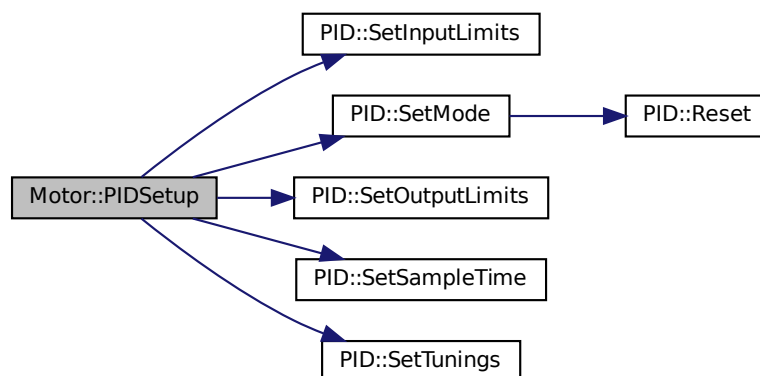 PID::SetInputLimits
PID::SetMode
PID::Reset
Motor::PIDSetup
PID::SetOutputLimits
PID::SetSampleTime
PID::SetTunings